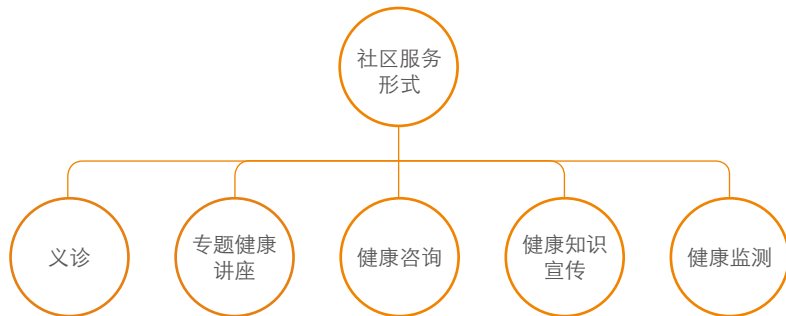 社区服务
形式
义诊
专题健康
讲座
健康咨询
健康知识
宣传
健康监测